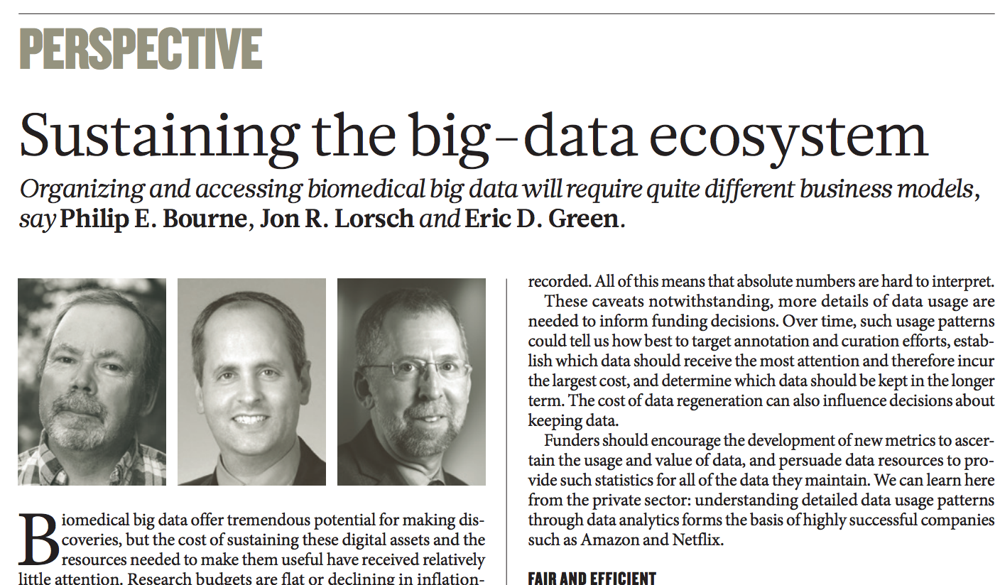 PERSPECTIVE
Sustaining the big–data ecosystem
Organizing and accessing biomedical big data will require quite different business models,
say Philip E. Bourne, Jon R. Lorsch and Eric D. Green.
Biomedical big data offer tremendous potential for making dis-
coveries, but the cost of sustaining these digital assets and the
resources needed to make them useful have received relatively
little attention. Research budgets are flat or declining in inflation-
recorded. All of this means that absolute numbers are hard to interpret.
These caveats notwithstanding, more details of data usage are
needed to inform funding decisions. Over time, such usage patterns
could tell us how best to target annotation and curation efforts, estab-
lish which data should receive the most attention and therefore incur
the largest cost, and determine which data should be kept in the longer
term. The cost of data regeneration can also influence decisions about
keeping data.
Funders should encourage the development of new metrics to ascer-
tain the usage and value of data, and persuade data resources to pro-
vide such statistics for all of the data they maintain. We can learn here
from the private sector: understanding detailed data usage patterns
through data analytics forms the basis of highly successful companies
such as Amazon and Netflix.
FAIR AND EFFICIENT